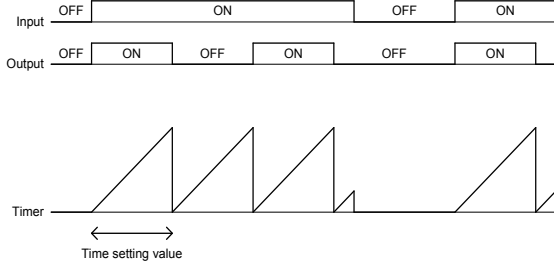 OFF ON OFF ON
Input
OFF ON OFF ON OFF ON
Output
Timer
Time setting value